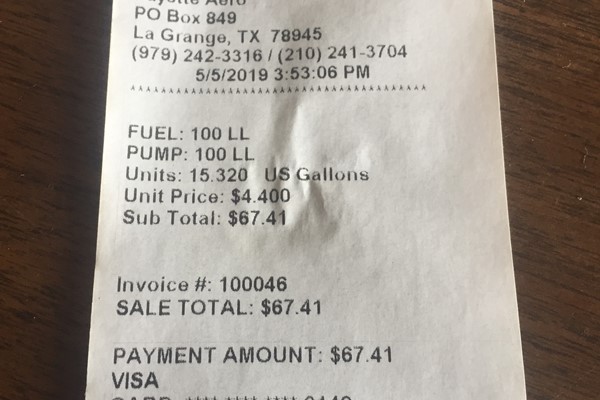 Fayette Aero
PO Box 849
La Grange, TX 78945
(979) 242-3316 / (210) 241-3704
5/5/2019 3:53:06 PM
FUEL: 100 LL
PUMP: 100 LL
Units: 15.320 US Gallons
Unit Price: $4.400
Sub Total: $67.41
Invoice #: 100046
SALE TOTAL: $67.41
PAYMENT AMOUNT: $67.41
VISA